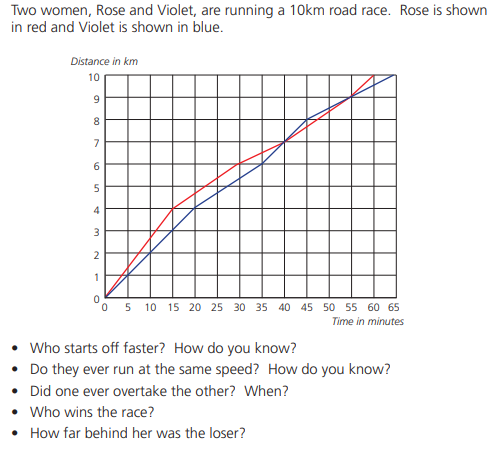 Two women, Rose and Violet, are running a 10km road race.  Rose is shown
in red and Violet is shown in blue.
Distance in km
10
9
8
7
6
5
4
3
2
1
0
0 5 10 15 20 25 30 35 40 45 50 55 60 65
Time in minutes
• Who starts off faster?  How do you know?
• Do they ever run at the same speed?  How do you know?
• Did one ever overtake the other?  When?
• Who wins the race?
• How far behind her was the loser?